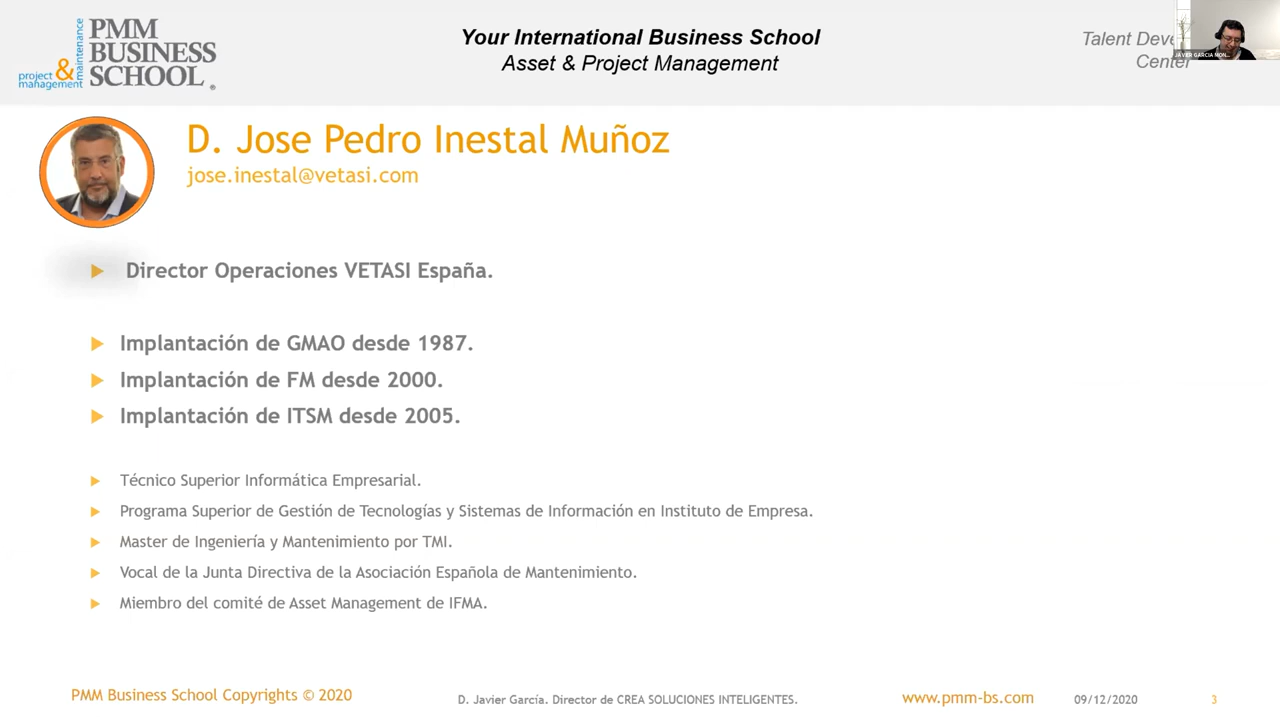 project & management
maintenance
PMM
BUSINESS
SCHOOL®
Your International Business School
Asset & Project Management
Talent Deve
Center
JAVIER GARCIA MON...
D. Jose Pedro Inestal Muñoz
jose.inestal@vetasi.com
Director Operaciones VETASI España.
Implantación de GMAO desde 1987.
Implantación de FM desde 2000.
Implantación de ITSM desde 2005.
Técnico Superior Informática Empresarial.
Programa Superior de Gestión de Tecnologías y Sistemas de Información en Instituto de Empresa.
Master de Ingeniería y Mantenimiento por TMI.
Vocal de la Junta Directiva de la Asociación Española de Mantenimiento.
Miembro del comité de Asset Management de IFMA.
PMM Business School Copyrights © 2020
D. Javier García. Director de CREA SOLUCIONES INTELIGENTES.
www.pmm-bs.com
09/12/2020
3